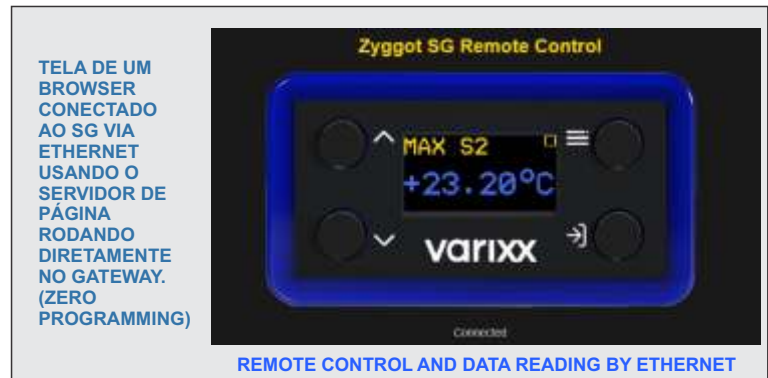 TELA DE UM
BROWSER
CONECTADO
AO SG VIA
ETHERNET
USANDO O
SERVIDOR DE
PÁGINA
RODANDO
DIRETAMENTE
NO GATEWAY.
(ZERO
PROGRAMMING)
Zyggot SG Remote Control
MAX S2
+23.20°C
varixx
Connected
REMOTE CONTROL AND DATA READING BY ETHERNET